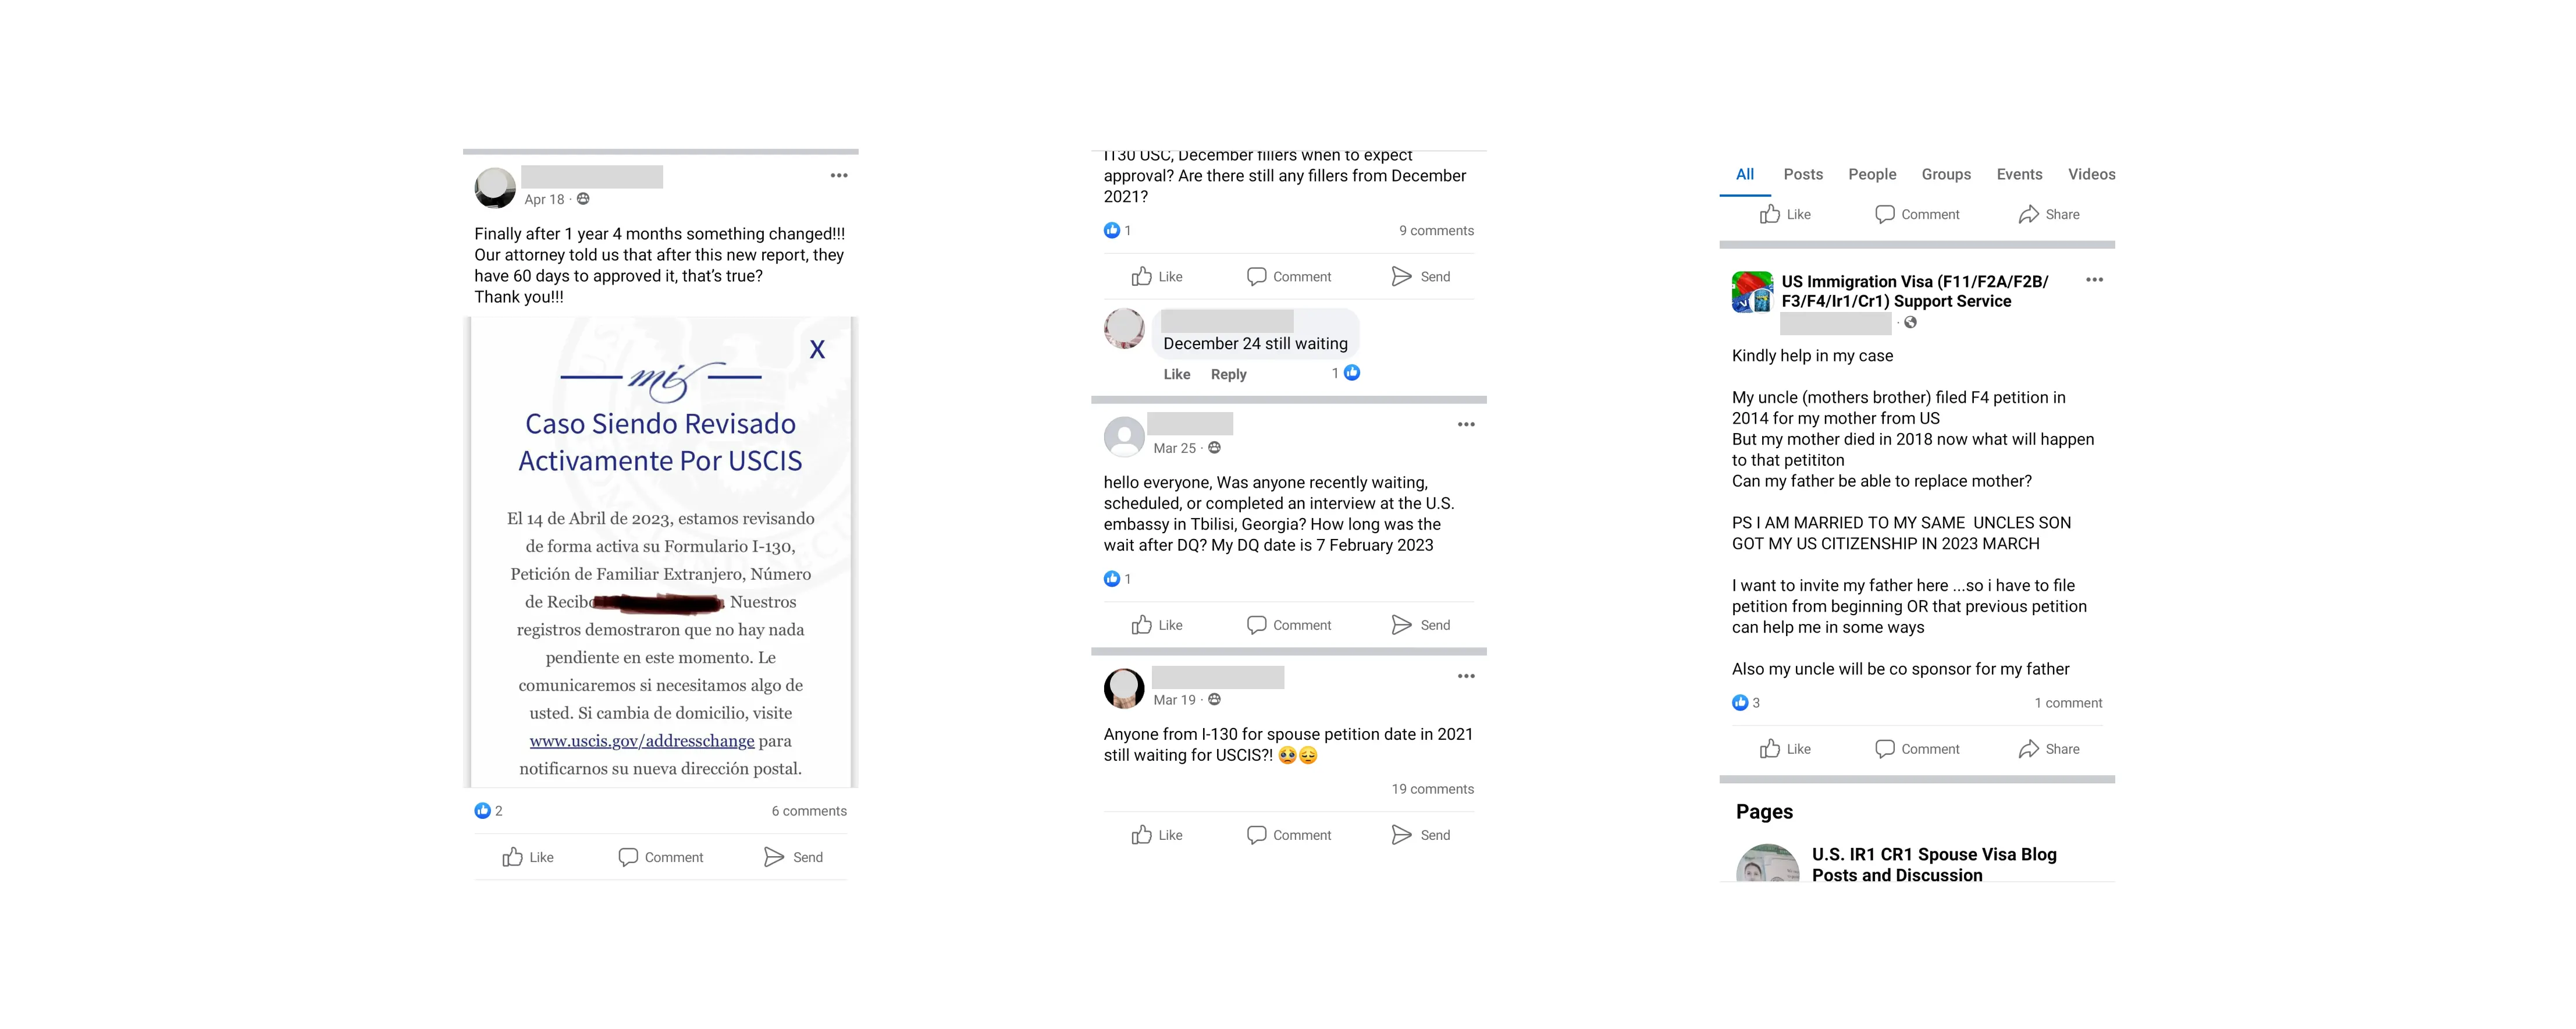 Apr 18 ·
Finally after 1 year 4 months something changed!!!
Our attorney told us that after this new report, they
have 60 days to approved it, that's true?
Thank you!!!
X
mis
Caso Siendo Revisado
Activamente Por USCIS
El 14 de Abril de 2023, estamos revisando
de forma activa su Formulario I-130,
Petición de Familiar Extranjero, Número
de Recibo . Nuestros
registros demostraron que no hay nada
pendiente en este momento. Le
comunicaremos si necesitamos algo de
usted. Si cambia de domicilio, visite
www.uscis.gov/addresschange para
notificarnos su nueva dirección postal.
2 6 comments
Like Comment Send
I130 USC, December fillers when to expect
approval? Are there still any fillers from December
2021?
1 9 comments
Like Comment Send
December 24 still waiting
Like Reply 1
Mar 25 ·
hello everyone, Was anyone recently waiting,
scheduled, or completed an interview at the U.S.
embassy in Tbilisi, Georgia? How long was the
wait after DQ? My DQ date is 7 February 2023
1
Like Comment Send
Mar 19 ·
Anyone from I-130 for spouse petition date in 2021
still waiting for USCIS?! 🥺😔
19 comments
Like Comment Send
All Posts People Groups Events Videos
Like Comment Share
US Immigration Visa (F11/F2A/F2B/
F3/F4/Ir1/Cr1) Support Service
·
Kindly help in my case
My uncle (mothers brother) filed F4 petition in
2014 for my mother from US
But my mother died in 2018 now what will happen
to that petititon
Can my father be able to replace mother?
PS I AM MARRIED TO MY SAME UNCLES SON
GOT MY US CITIZENSHIP IN 2023 MARCH
I want to invite my father here ...so i have to file
petition from beginning OR that previous petition
can help me in some ways
Also my uncle will be co sponsor for my father
3 1 comment
Like Comment Share
Pages
U.S. IR1 CR1 Spouse Visa Blog
Posts and Discussion